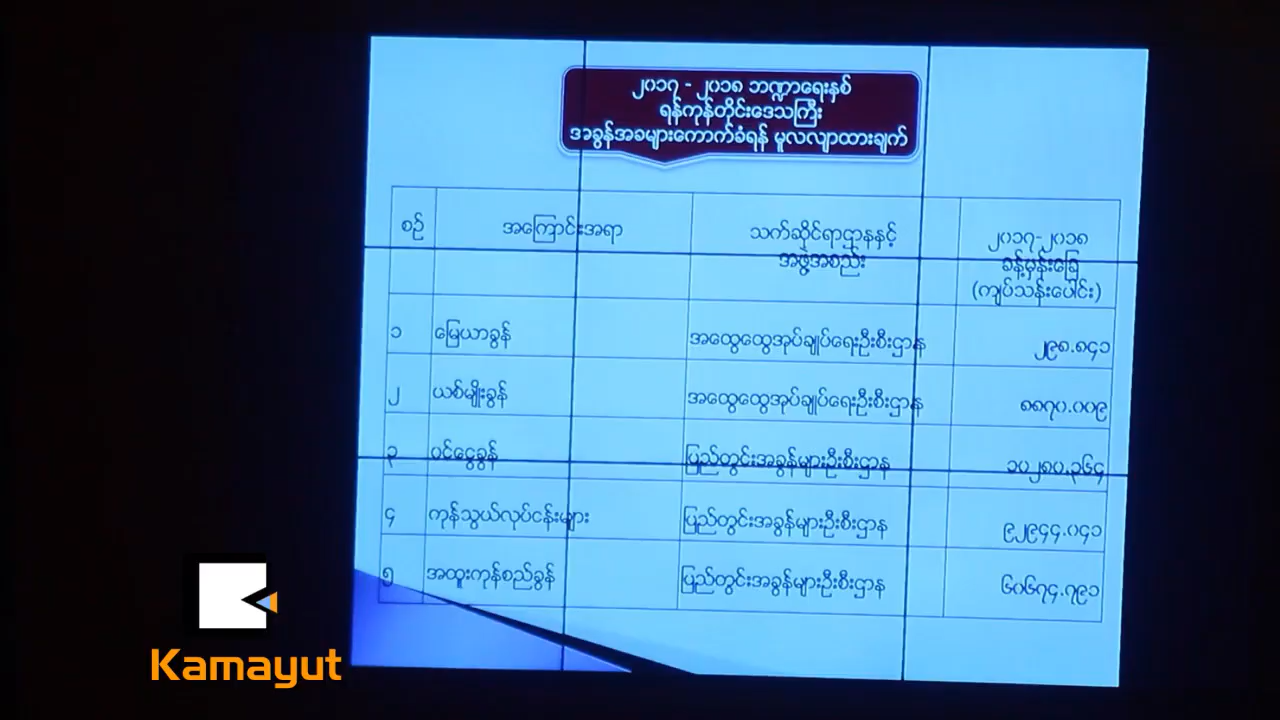 ၂၀၁၇ - ၂၀၁၈ ဘဏ္ဍာရေးနှစ်
ရန်ကုန်တိုင်းဒေသကြီး
အခွန်အခများကောက်ခံရန် မူလလျာထားချက်
စဉ် အကြောင်းအရာ သက်ဆိုင်ရာဌာနနှင့် ၂၀၁၇-၂၀၁၈
အဖွဲ့အစည်း ခန့်မှန်းခြေ
(ကျပ်သန်းပေါင်း)
၁ မြေယာခွန် အထွေထွေအုပ်ချုပ်ရေးဦးစီးဌာန ၂၉၈.၈၄၁
၂ ယစ်မျိုးခွန် အထွေထွေအုပ်ချုပ်ရေးဦးစီးဌာန ၈၈၇၀.၀၀၉
၃ ဝင်ငွေခွန် ပြည်တွင်းအခွန်များဦးစီးဌာန ၁၀၂၈၀.၃၆၄
၄ ကုန်သွယ်လုပ်ငန်းများ ပြည်တွင်းအခွန်များဦးစီးဌာန ၉၂၉၄၄.၀၄၁
၅ အထူးကုန်စည်ခွန် ပြည်တွင်းအခွန်များဦးစီးဌာန ၆၀၆၇၄.၇၉၁
Kamayut